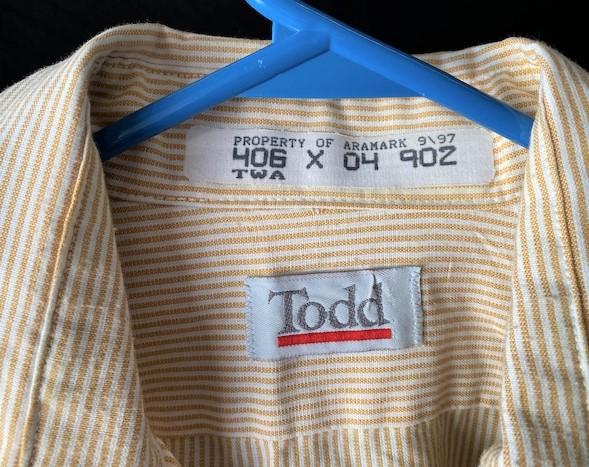 PROPERTY OF ARAMARK 9\97
406 X 04 902
TWA
Todd